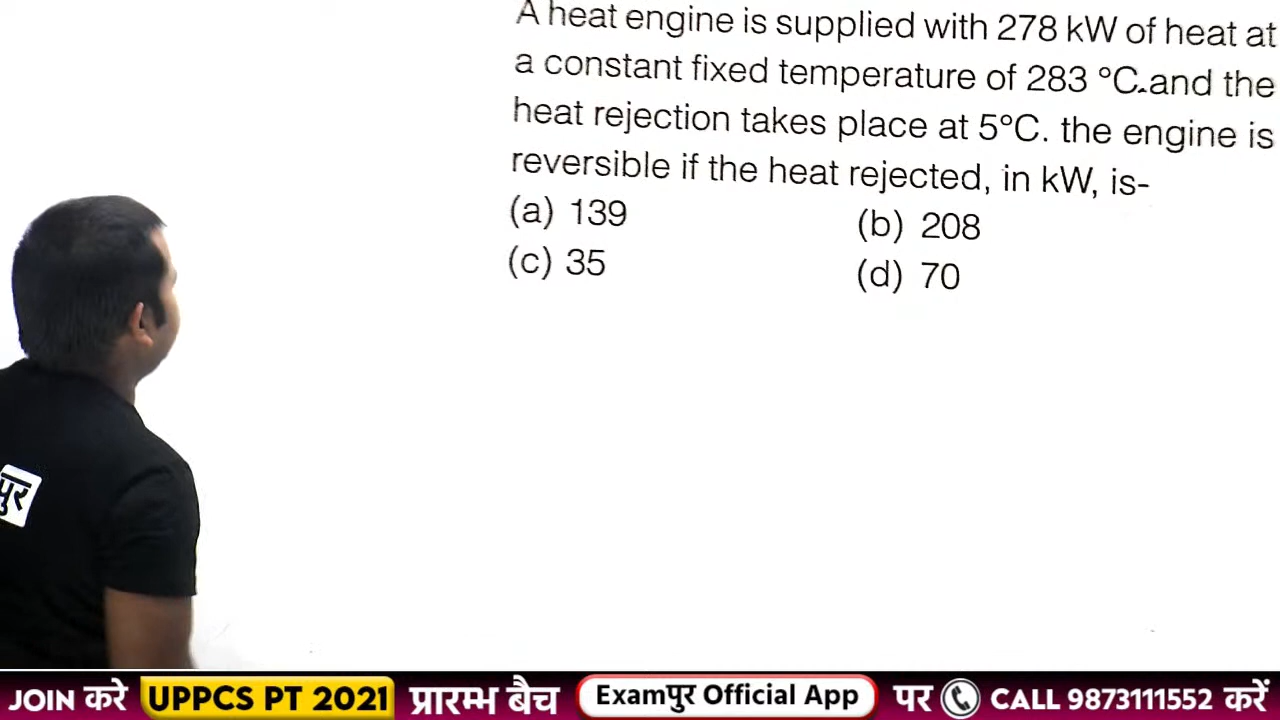 A heat engine is supplied with 278 kW of heat at
a constant fixed temperature of 283 °C.and the
heat rejection takes place at 5°C. the engine is
reversible if the heat rejected, in kW, is-
(a) 139 (b) 208
(c) 35 (d) 70
पुर
JOIN करे UPPCS PT 2021 प्रारम्भ बैच Examपुर Official App पर CALL 9873111552 करें